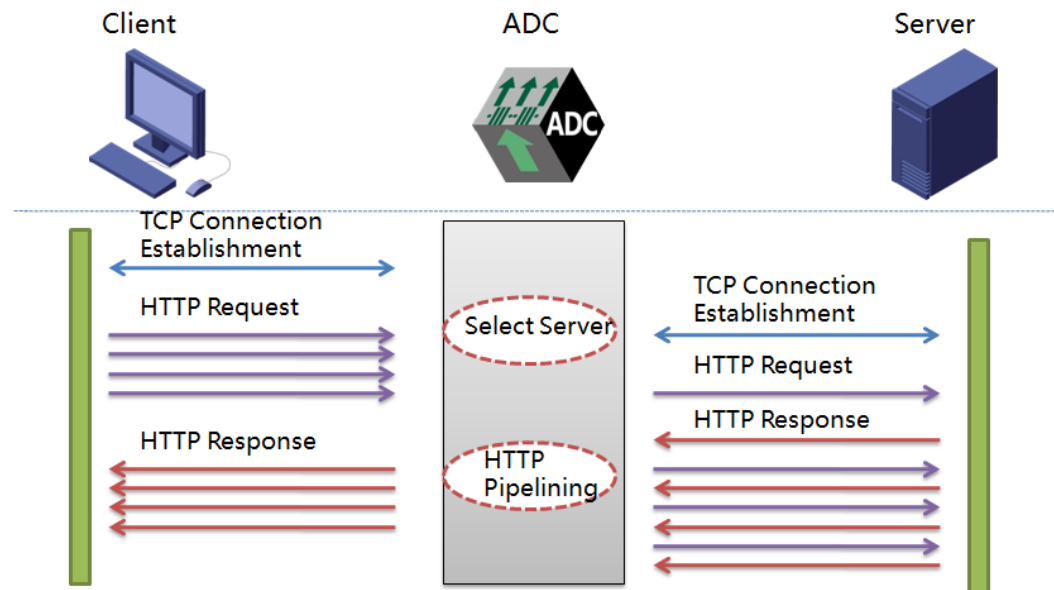 Client
ADC
Server
ADC
TCP Connection
Establishment
HTTP Request
Select Server
TCP Connection
Establishment
HTTP Request
HTTP Response
HTTP Response
HTTP
Pipelining